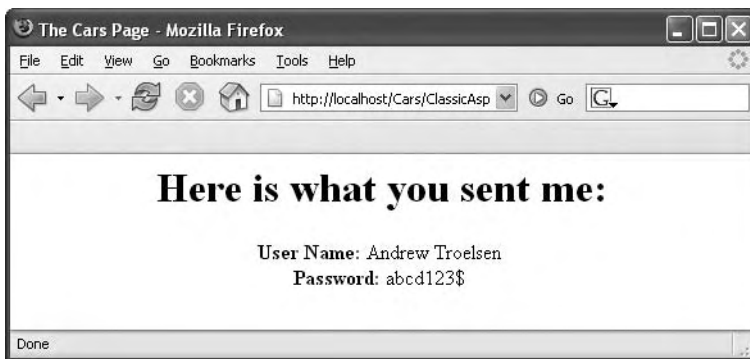 The Cars Page - Mozilla Firefox
File Edit View Go Bookmarks Tools Help
http://localhost/Cars/ClassicAsp Go G
Here is what you sent me:
User Name: Andrew Troelsen
Password: abcd123$
Done